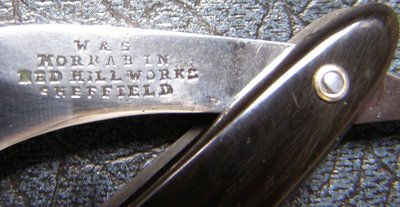 W & S
HORRABIN
RED HILL WORKS
SHEFFIELD